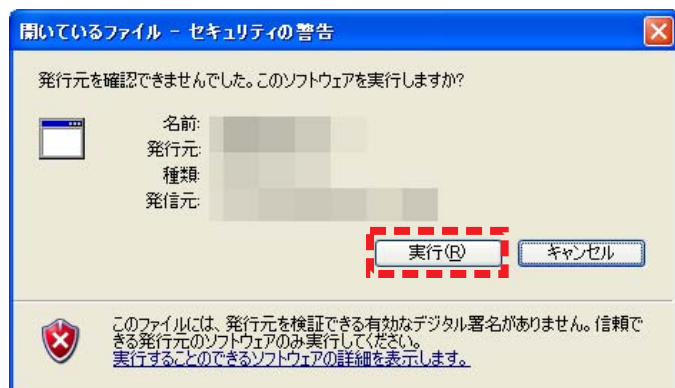 開いているファイル - セキュリティの警告
発行元を確認できませんでした。このソフトウェアを実行しますか?
名前:
発行元:
種類:
発信元:
実行(R)
キャンセル
このファイルには、発行元を検証できる有効なデジタル署名がありません。信頼で
きる発行元のソフトウェアのみ実行してください。
実行することのできるソフトウェアの詳細を表示します。